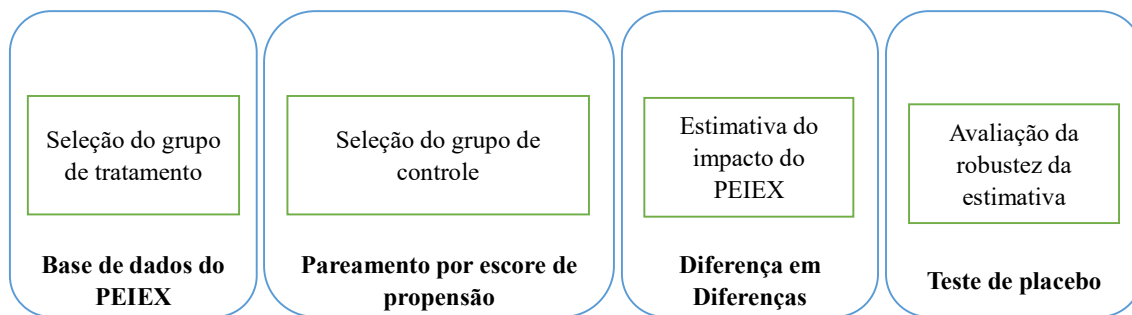 Seleção do grupo
de tratamento
Base de dados do
PEIEX
Seleção do grupo de
controle
Pareamento por escore de
propensão
Estimativa do
impacto do
PEIEX
Diferença em
Diferenças
Avaliação da
robustez da
estimativa
Teste de placebo